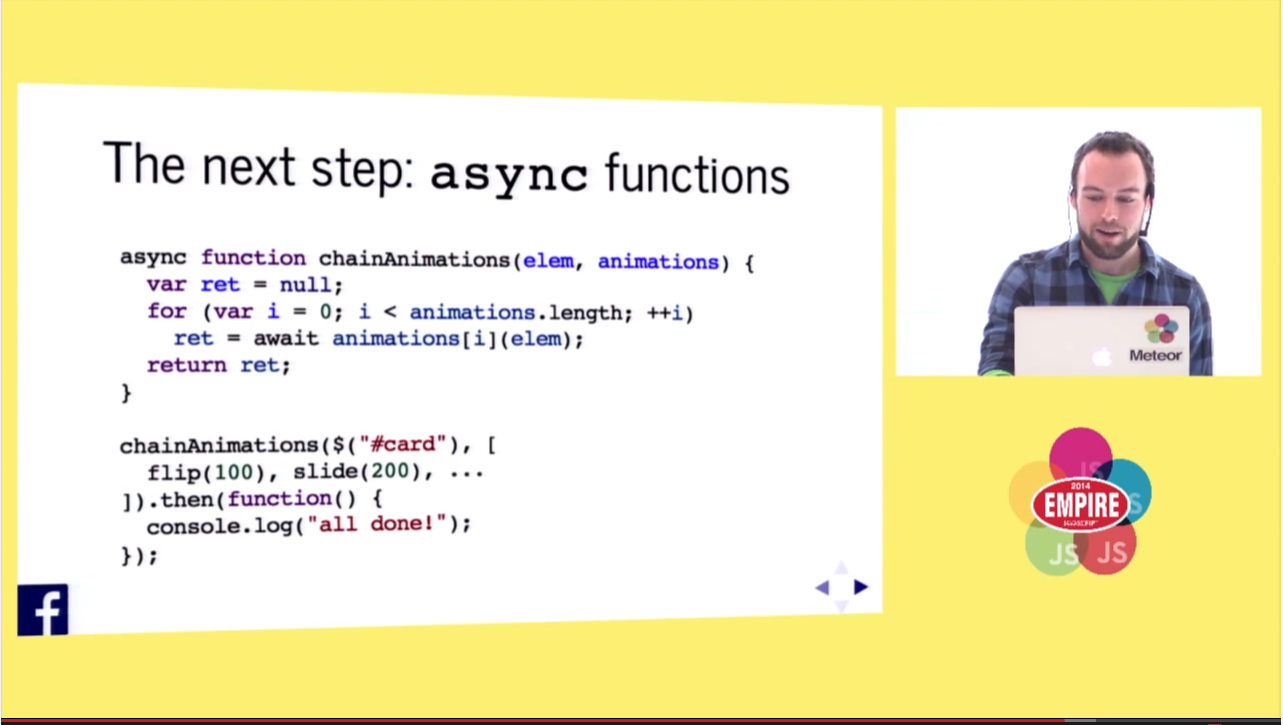 The next step: async functions
async function chainAnimations(elem, animations) {
  var ret = null;
  for (var i = 0; i < animations.length; ++i)
    ret = await animations[i](elem);
  return ret;
}
chainAnimations($("#card"), [
  flip(100), slide(200), ...
]).then(function() {
  console.log("all done!");
});
f
Meteor
JS
2014
EMPIRE
JAVASCRIPT
S
JS
JS